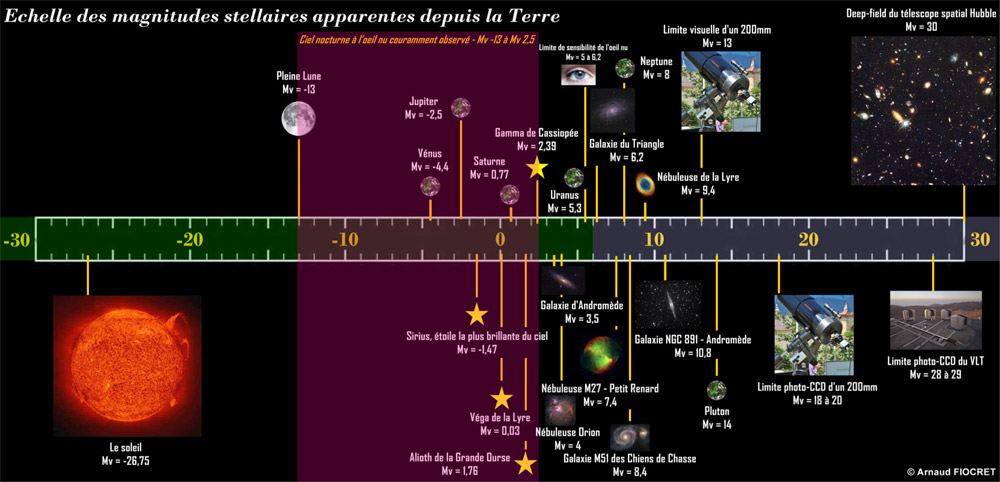 Echelle des magnitudes stellaires apparentes depuis la Terre
Ciel nocturne à l'oeil nu couramment observé - Mv -13 à Mv 2,5
Pleine Lune
Mv = -13
Jupiter
Mv = -2,5
Vénus
Mv = -4,4
Saturne
Mv = 0,77
Gamma de Cassiopée
Mv = 2,39
Limite de sensibilité de l'oeil nu
Mv = 5 à 6,2
Uranus
Mv = 5,3
Galaxie du Triangle
Mv = 6,2
Neptune
Mv = 8
Limite visuelle d'un 200mm
Mv = 13
Nébuleuse de la Lyre
Mv = 9,4
Deep-field du télescope spatial Hubble
Mv = 30
-30 -20 -10 0 10 20 30
Le soleil
Mv = -26,75
Sirius, étoile la plus brillante du ciel
Mv = -1,47
Véga de la Lyre
Mv = 0,03
Alioth de la Grande Ourse
Mv = 1,76
Galaxie d'Andromède
Mv = 3,5
Nébuleuse M27 - Petit Renard
Mv = 7,4
Nébuleuse Orion
Mv = 4
Galaxie M51 des Chiens de Chasse
Mv = 8,4
Galaxie NGC 891 - Andromède
Mv = 10,8
Pluton
Mv = 14
Limite photo-CCD d'un 200mm
Mv = 18 à 20
Limite photo-CCD du VLT
Mv = 28 à 29
© Arnaud FIOCRET